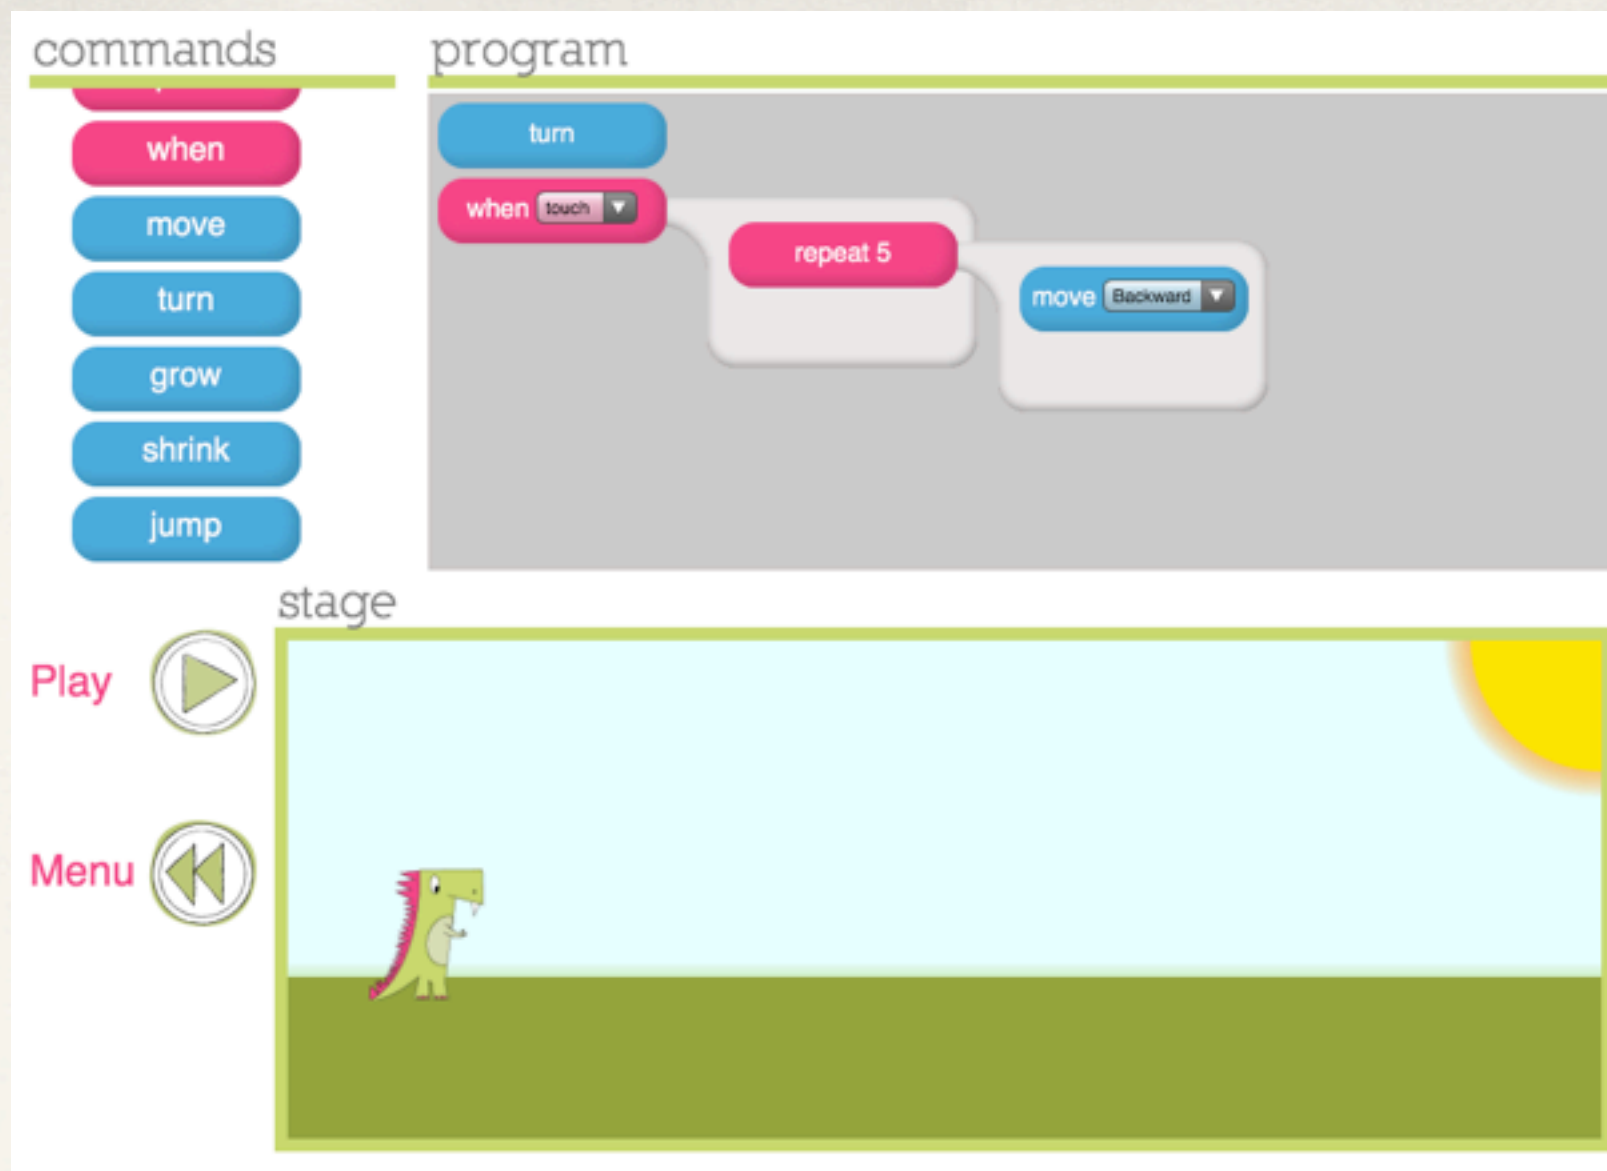 commands
when
move
turn
grow
shrink
jump
program
turn
when touch
repeat 5
move Backward
stage
Play
Menu